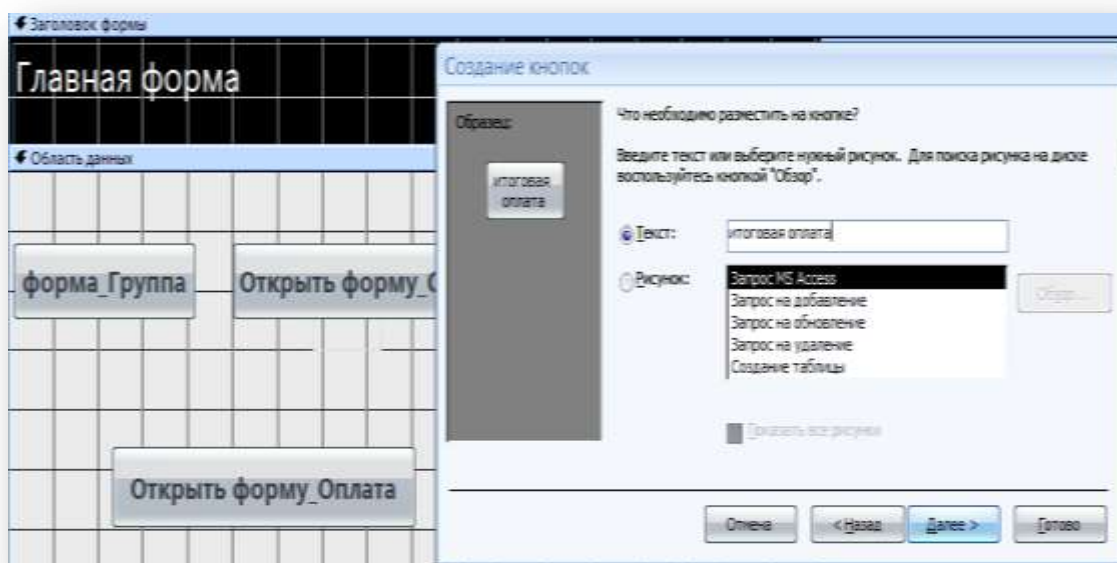 Заголовок формы
Главная форма
Область данных
форма_Группа
Открыть форму_
Открыть форму_Оплата
Создание кнопок
Образец:
итоговая
оплата
Что необходимо разместить на кнопке?
Введите текст или выберите нужный рисунок. Для поиска рисунка на диске
воспользуйтесь кнопкой "Обзор".
Текст:
итоговая оплата
Рисунок:
Запрос MS Access
Запрос на добавление
Запрос на обновление
Запрос на удаление
Создание таблицы
Обзор...
Показать все рисунки
Отмена
< Назад
Далее >
Готово